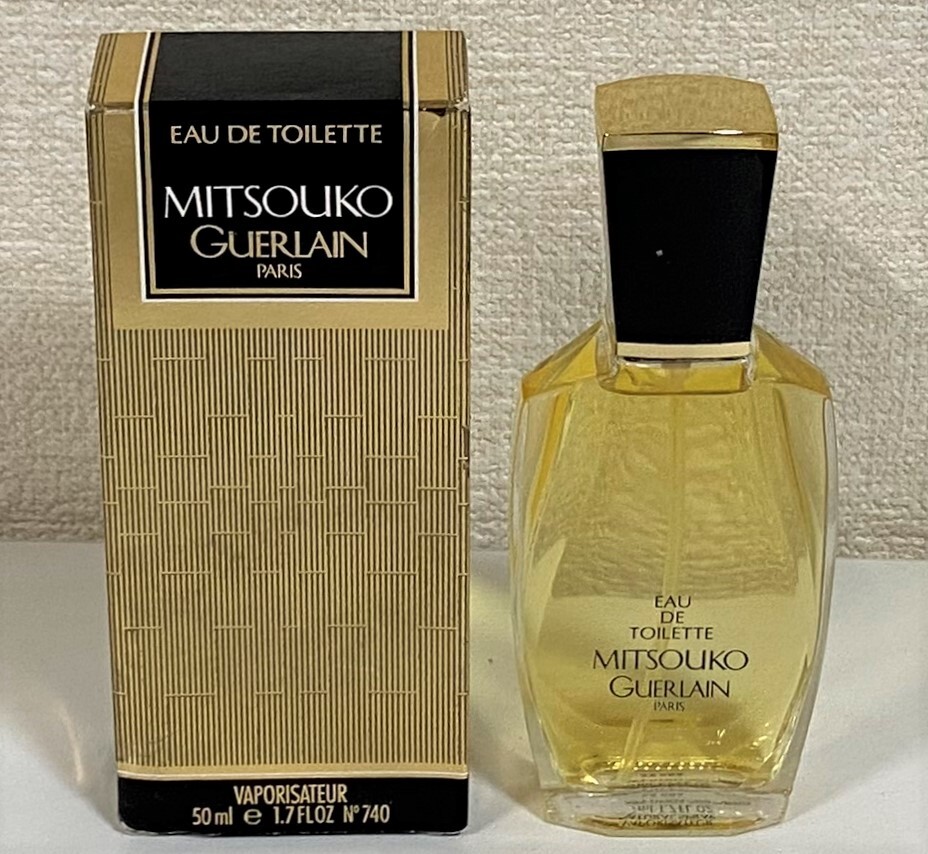 EAU DE TOILETTE
MITSOUKO
GUERLAIN
PARIS
VAPORISATEUR
50 ml e 1.7 FL OZ Nº 740
EAU
DE
TOILETTE
MITSOUKO
GUERLAIN
PARIS